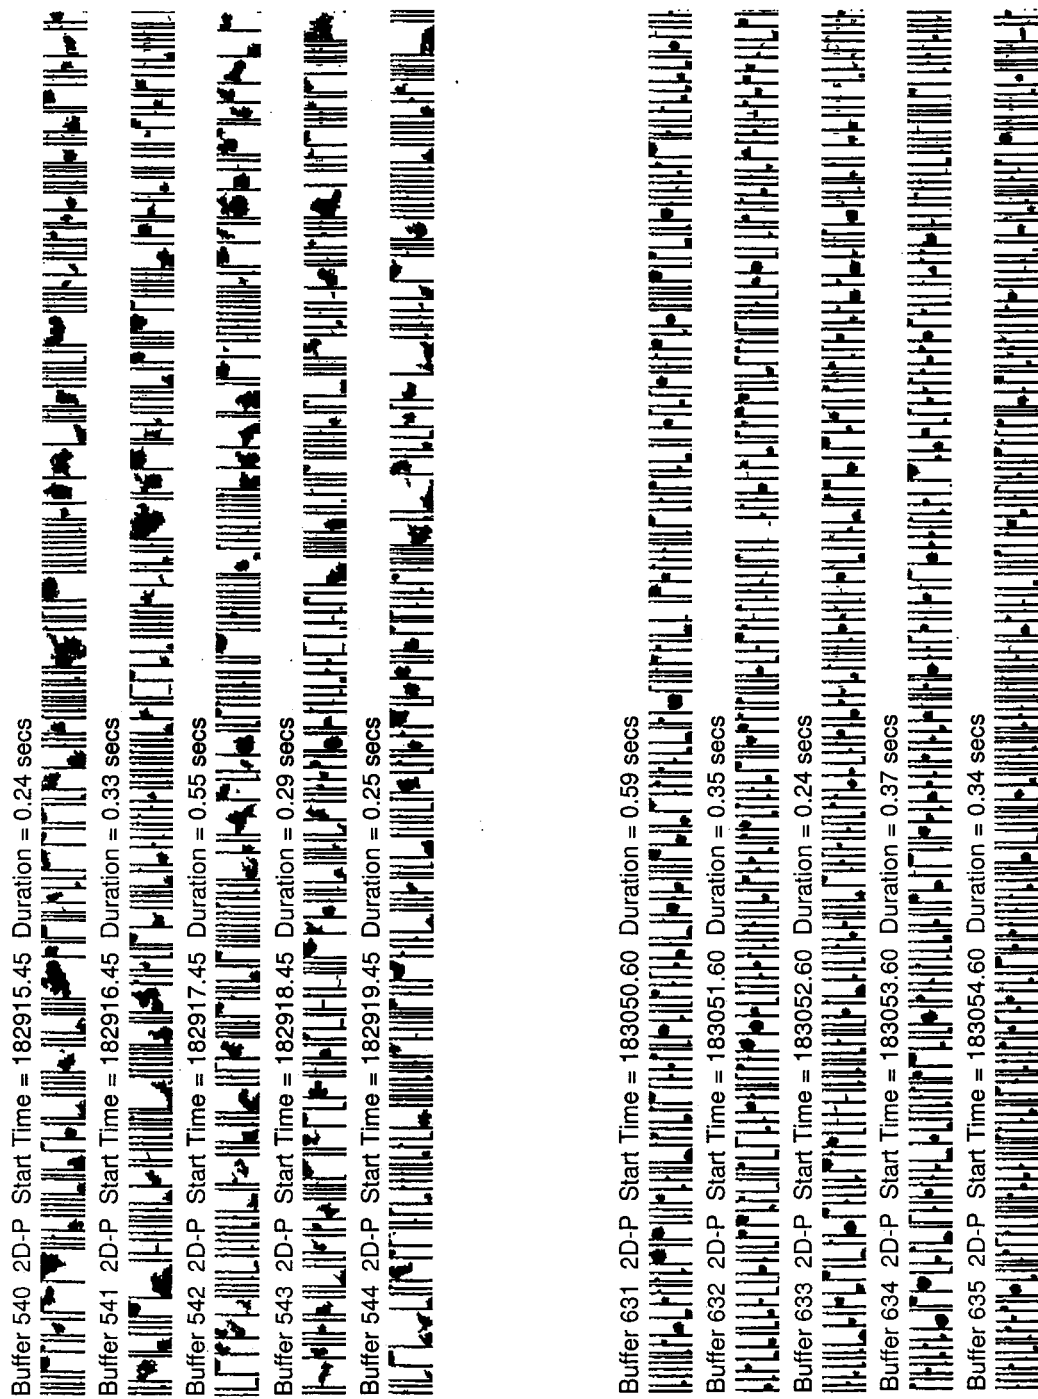 Buffer 540 2D-P Start Time = 182915.45 Duration = 0.24 secs
Buffer 541 2D-P Start Time = 182916.45 Duration = 0.33 secs
Buffer 542 2D-P Start Time = 182917.45 Duration = 0.55 secs
Buffer 543 2D-P Start Time = 182918.45 Duration = 0.29 secs
Buffer 544 2D-P Start Time = 182919.45 Duration = 0.25 secs
Buffer 631 2D-P Start Time = 183050.60 Duration = 0.59 secs
Buffer 632 2D-P Start Time = 183051.60 Duration = 0.35 secs
Buffer 633 2D-P Start Time = 183052.60 Duration = 0.24 secs
Buffer 634 2D-P Start Time = 183053.60 Duration = 0.37 secs
Buffer 635 2D-P Start Time = 183054.60 Duration = 0.34 secs